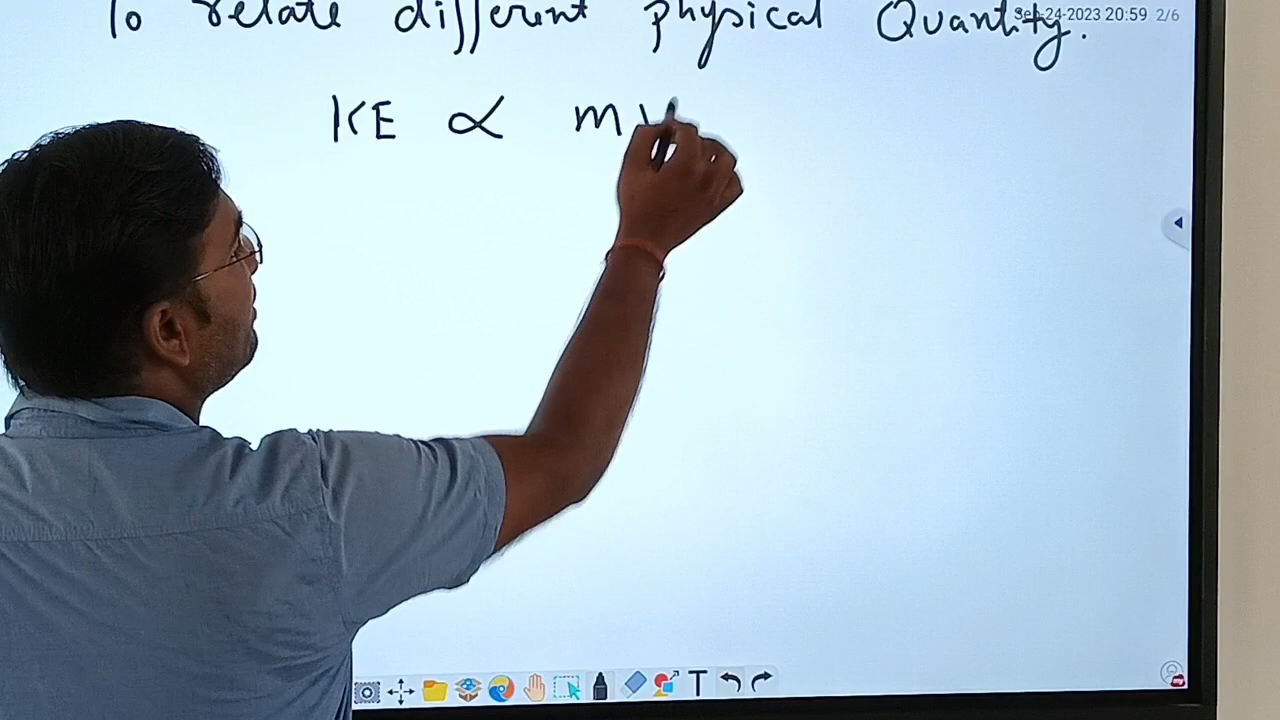 To relate different physical Quantity.
Sep-24-2023 20:59 2/6
KE ∝ mv
T